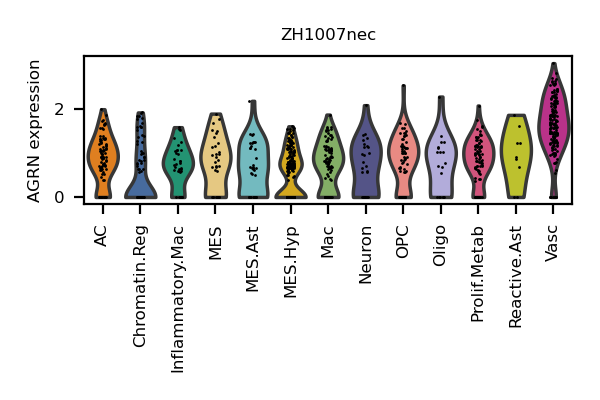 ZH1007nec
AGRN expression
2
0
AC
Chromatin.Reg
Inflammatory.Mac
MES
MES.Ast
MES.Hyp
Mac
Neuron
OPC
Oligo
Prolif.Metab
Reactive.Ast
Vasc